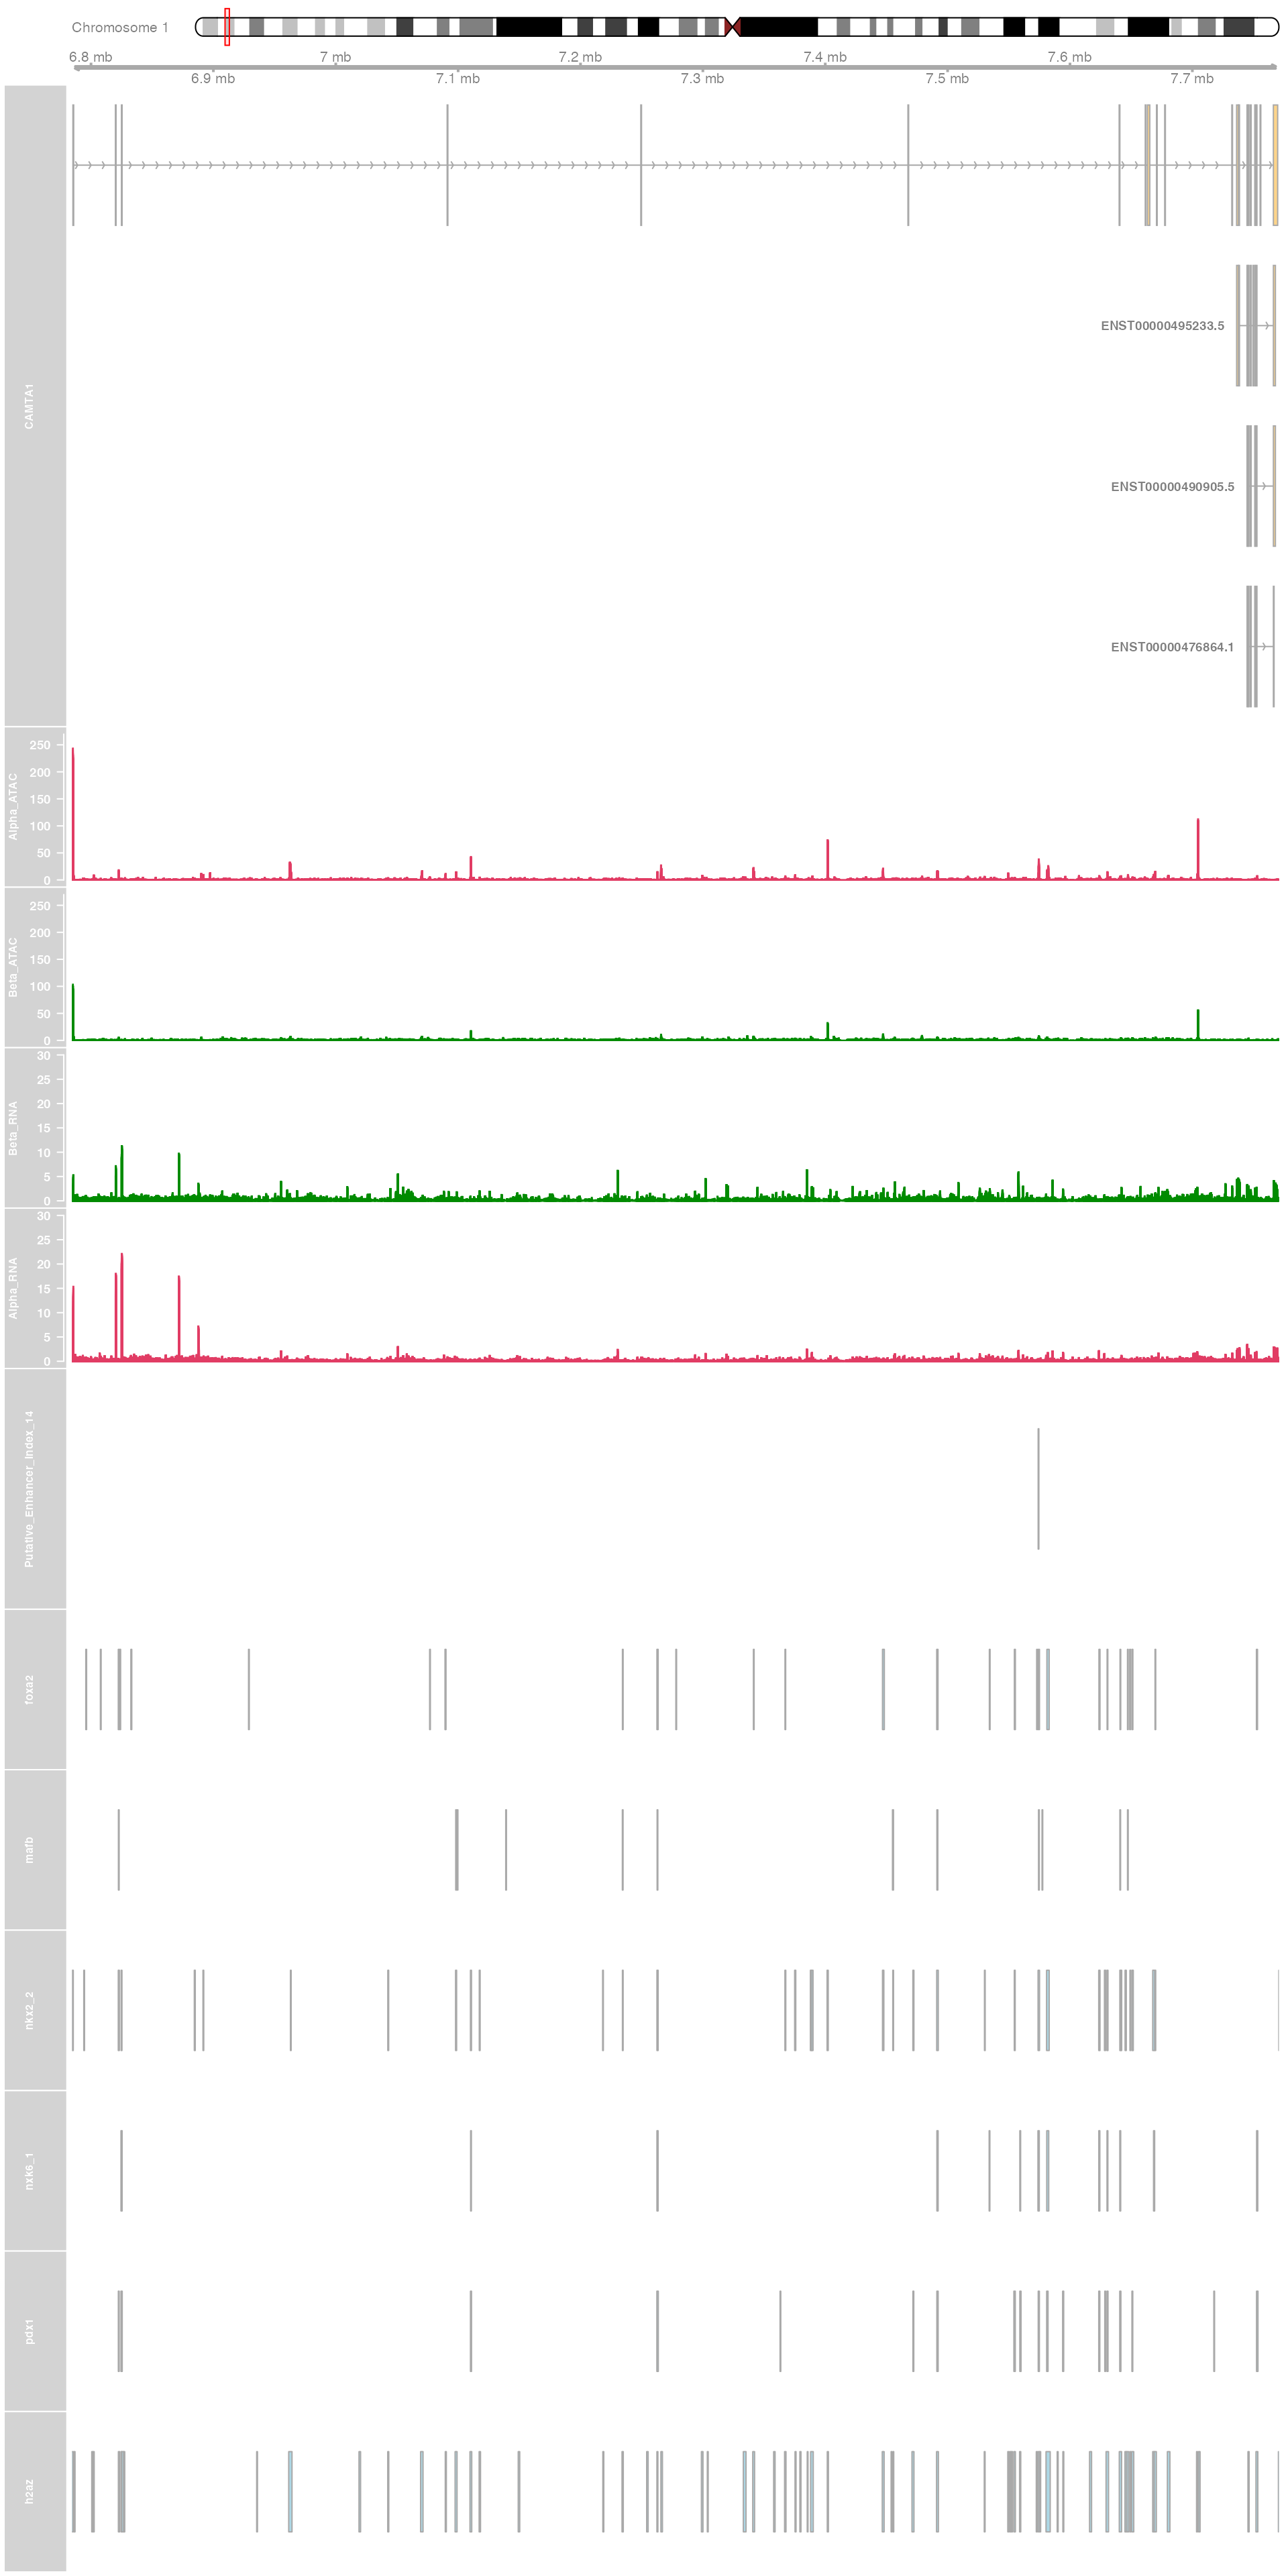 Chromosome 1
6.8 mb
7 mb
7.2 mb
7.4 mb
7.6 mb
6.9 mb
7.1 mb
7.3 mb
7.5 mb
7.7 mb
CAMTA1
ENST00000495233.5
ENST00000490905.5
ENST00000476864.1
Alpha_ATAC
250
200
150
100
50
0
Beta_ATAC
250
200
150
100
50
0
Beta_RNA
30
25
20
15
10
5
0
Alpha_RNA
30
25
20
15
10
5
0
Putative_Enhancer_Index_14
foxa2
mafb
nkx2_2
nxk6_1
pdx1
h2az